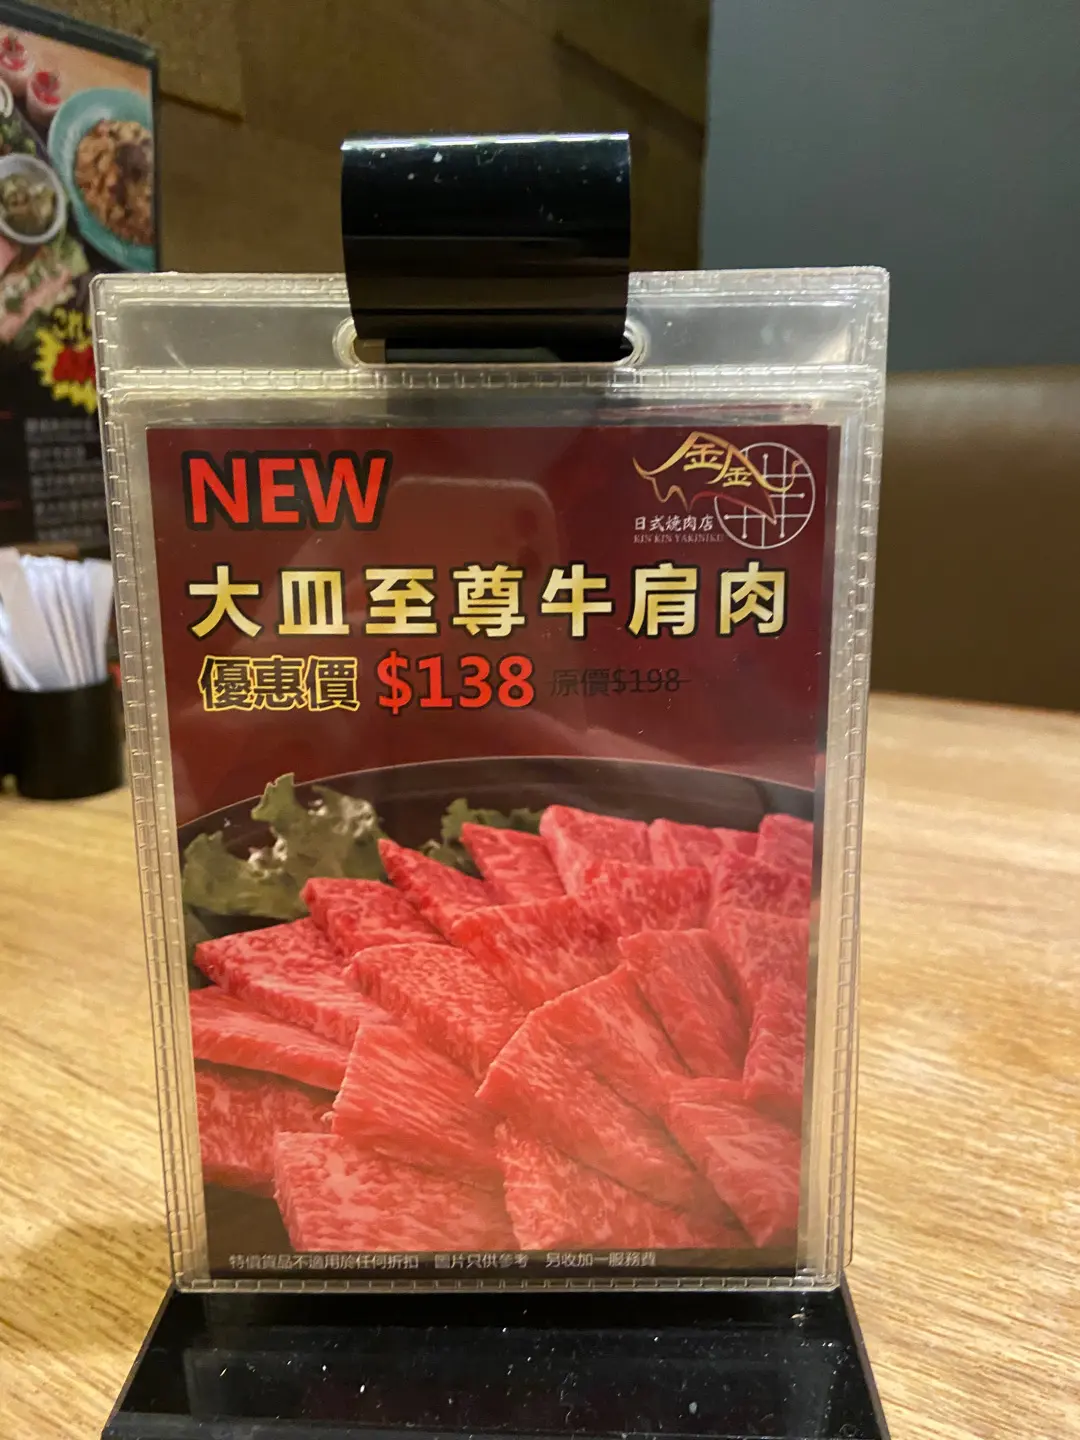 NEW
金金
日式燒肉店
KIN KIN YAKINIKU
大皿至尊牛肩肉
優惠價 $138 原價$198
特價貨品不適用於任何折扣 圖片只供參考 另收加一服務費